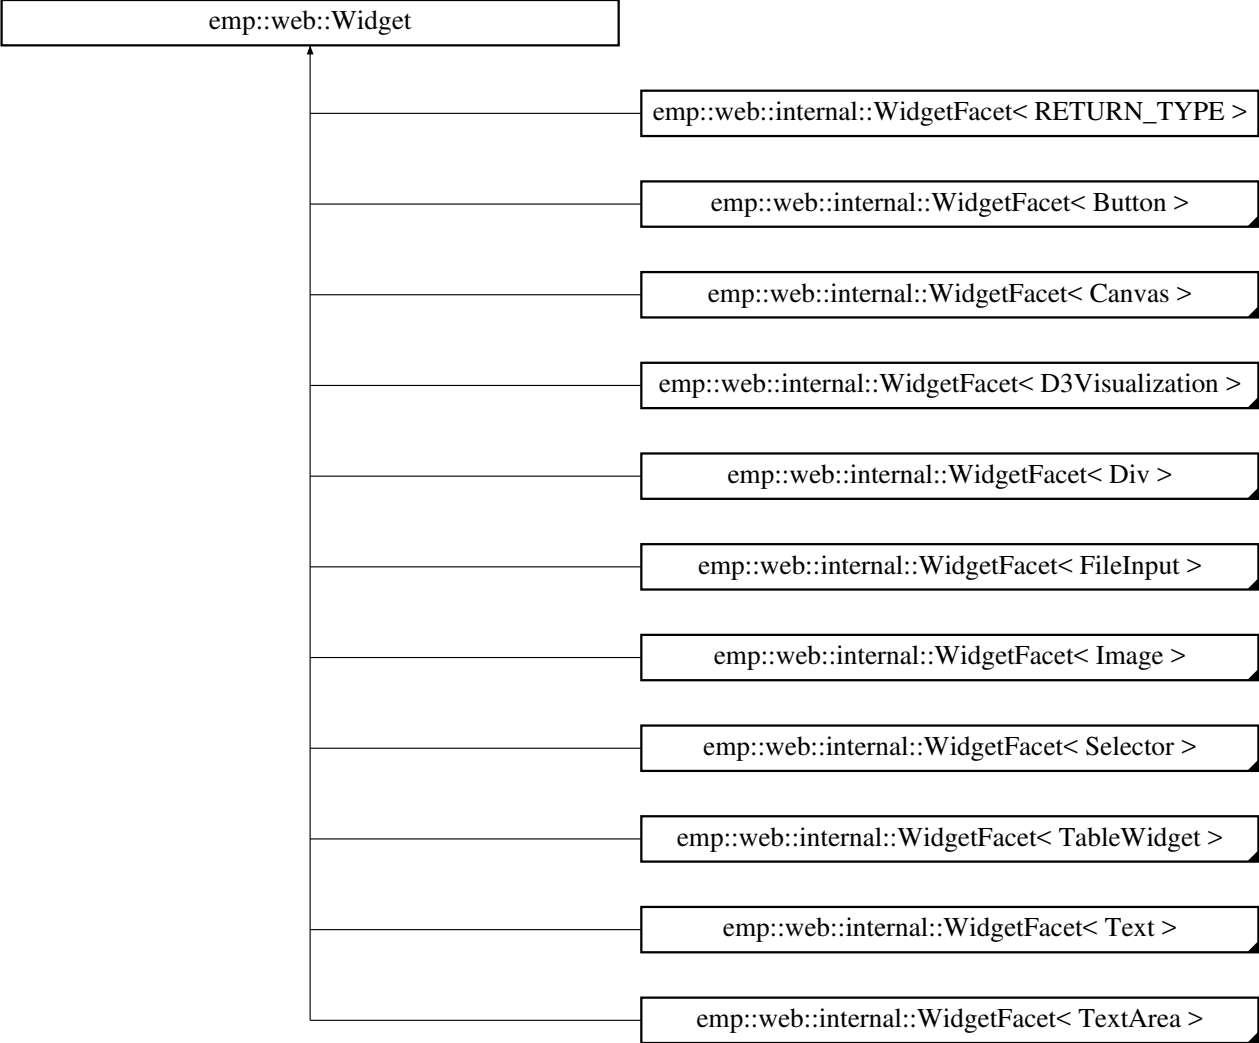 emp::web::Widget
emp::web::internal::WidgetFacet< RETURN_TYPE >
emp::web::internal::WidgetFacet< Button >
emp::web::internal::WidgetFacet< Canvas >
emp::web::internal::WidgetFacet< D3Visualization >
emp::web::internal::WidgetFacet< Div >
emp::web::internal::WidgetFacet< FileInput >
emp::web::internal::WidgetFacet< Image >
emp::web::internal::WidgetFacet< Selector >
emp::web::internal::WidgetFacet< TableWidget >
emp::web::internal::WidgetFacet< Text >
emp::web::internal::WidgetFacet< TextArea >